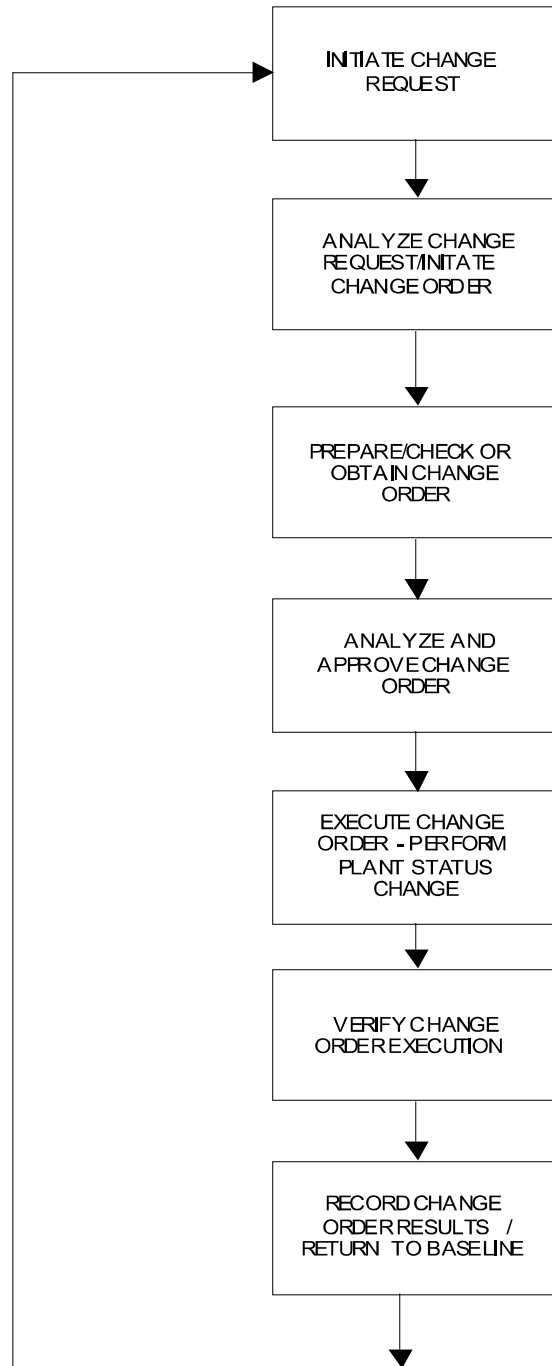 INITIATE CHANGE
REQUEST
ANALYZE CHANGE
REQUEST/INITATE
CHANGE ORDER
PREPARE/CHECK OR
OBTAIN CHANGE
ORDER
ANALYZE AND
APPROVE CHANGE
ORDER
EXECUTE CHANGE
ORDER - PERFORM
PLANT STATUS
CHANGE
VERIFY CHANGE
ORDER EXECUTION
RECORD CHANGE
ORDER RESULTS /
RETURN TO BASELINE